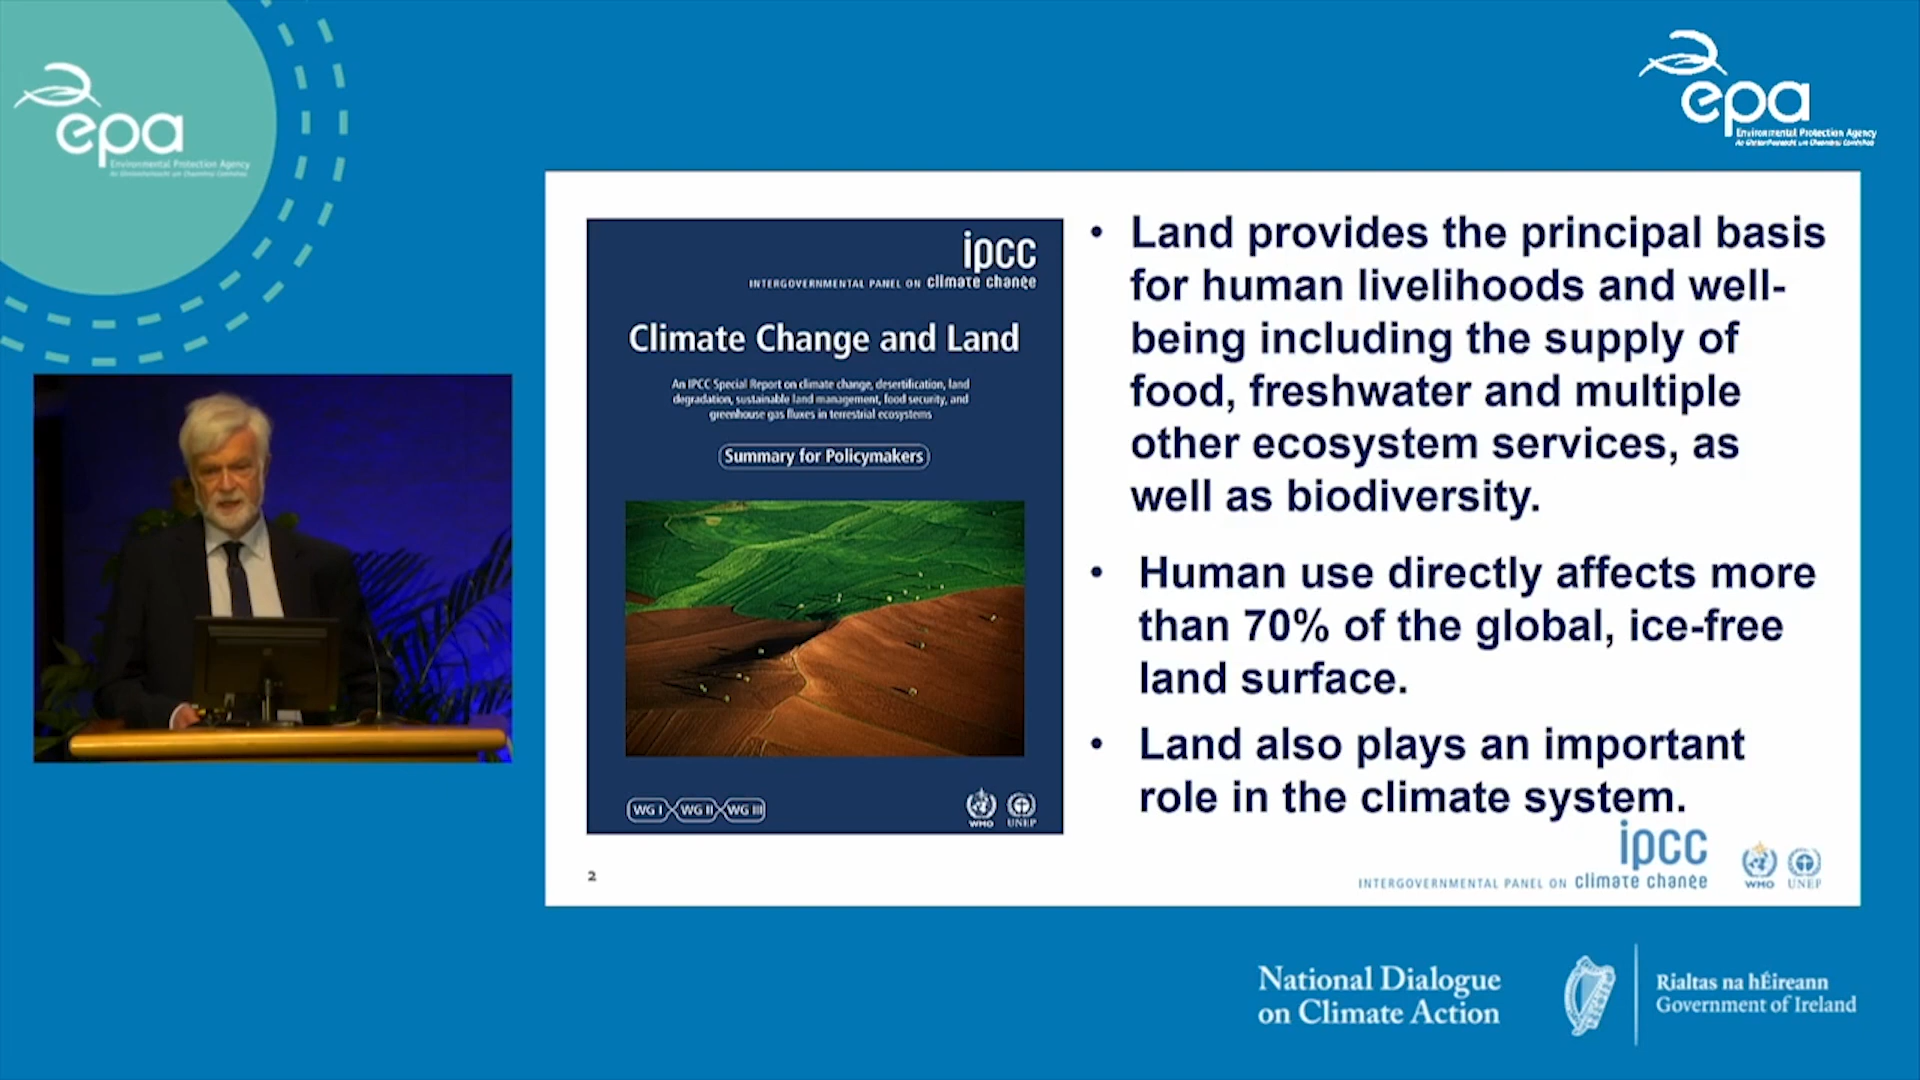 epa
Environmental Protection Agency
epa
Environmental Protection Agency
ipcc
INTERGOVERNMENTAL PANEL ON climate change
Climate Change and Land
An IPCC Special Report on climate change, desertification, land
degradation, sustainable land management, food security, and
greenhouse gas fluxes in terrestrial ecosystems
Summary for Policymakers
WG I WG II WG III
WMO UNEP
• Land provides the principal basis
for human livelihoods and well-
being including the supply of
food, freshwater and multiple
other ecosystem services, as
well as biodiversity.
• Human use directly affects more
than 70% of the global, ice-free
land surface.
• Land also plays an important
role in the climate system.
2
ipcc
INTERGOVERNMENTAL PANEL ON climate change
WMO UNEP
National Dialogue
on Climate Action
Rialtas na hÉireann
Government of Ireland